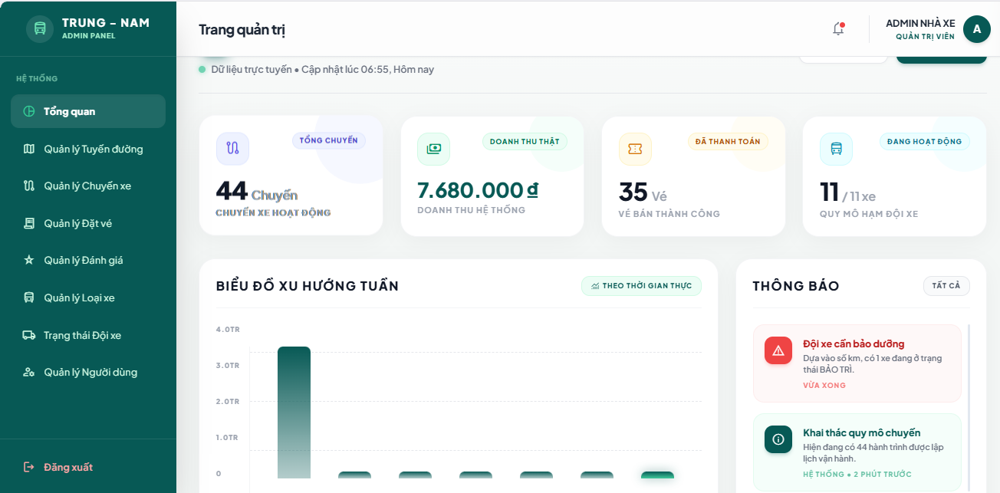 TRUNG – NAM
ADMIN PANEL
HỆ THỐNG
Tổng quan
Quản lý Tuyến đường
Quản lý Chuyến xe
Quản lý Đặt vé
Quản lý Đánh giá
Quản lý Loại xe
Trạng thái Đội xe
Quản lý Người dùng
Đăng xuất
Trang quản trị
ADMIN NHÀ XE
QUẢN TRỊ VIÊN
A
Dữ liệu trực tuyến • Cập nhật lúc 06:55, Hôm nay
TỔNG CHUYẾN
44 Chuyến
CHUYẾN XE HOẠT ĐỘNG
DOANH THU THẬT
7.680.000 ₫
DOANH THU HỆ THỐNG
ĐÃ THANH TOÁN
35 Vé
VÉ BÁN THÀNH CÔNG
ĐANG HOẠT ĐỘNG
11 / 11 xe
QUY MÔ HẠM ĐỘI XE
BIỂU ĐỒ XU HƯỚNG TUẦN
THEO THỜI GIAN THỰC
4.0TR
3.0TR
2.0TR
1.0TR
0
THÔNG BÁO
TẤT CẢ
Đội xe cần bảo dưỡng
Dựa vào số km, có 1 xe đang ở trạng
thái BẢO TRÌ.
VỪA XONG
Khai thác quy mô chuyến
Hiện đang có 44 hành trình được lập
lịch vận hành.
HỆ THỐNG • 2 PHÚT TRƯỚC